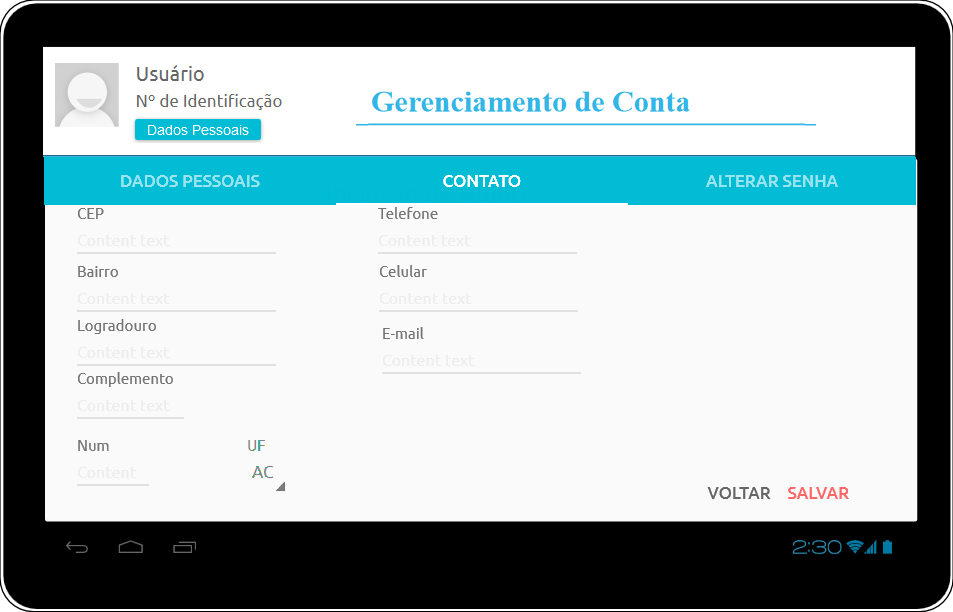 Usuário
Nº de Identificação
Dados Pessoais
Gerenciamento de Conta
DADOS PESSOAIS
CONTATO
ALTERAR SENHA
CEP
Content text
Telefone
Content text
Bairro
Content text
Celular
Content text
Logradouro
Content text
E-mail
Content text
Complemento
Content text
Num
Content
UF
AC
VOLTAR
SALVAR
2:30